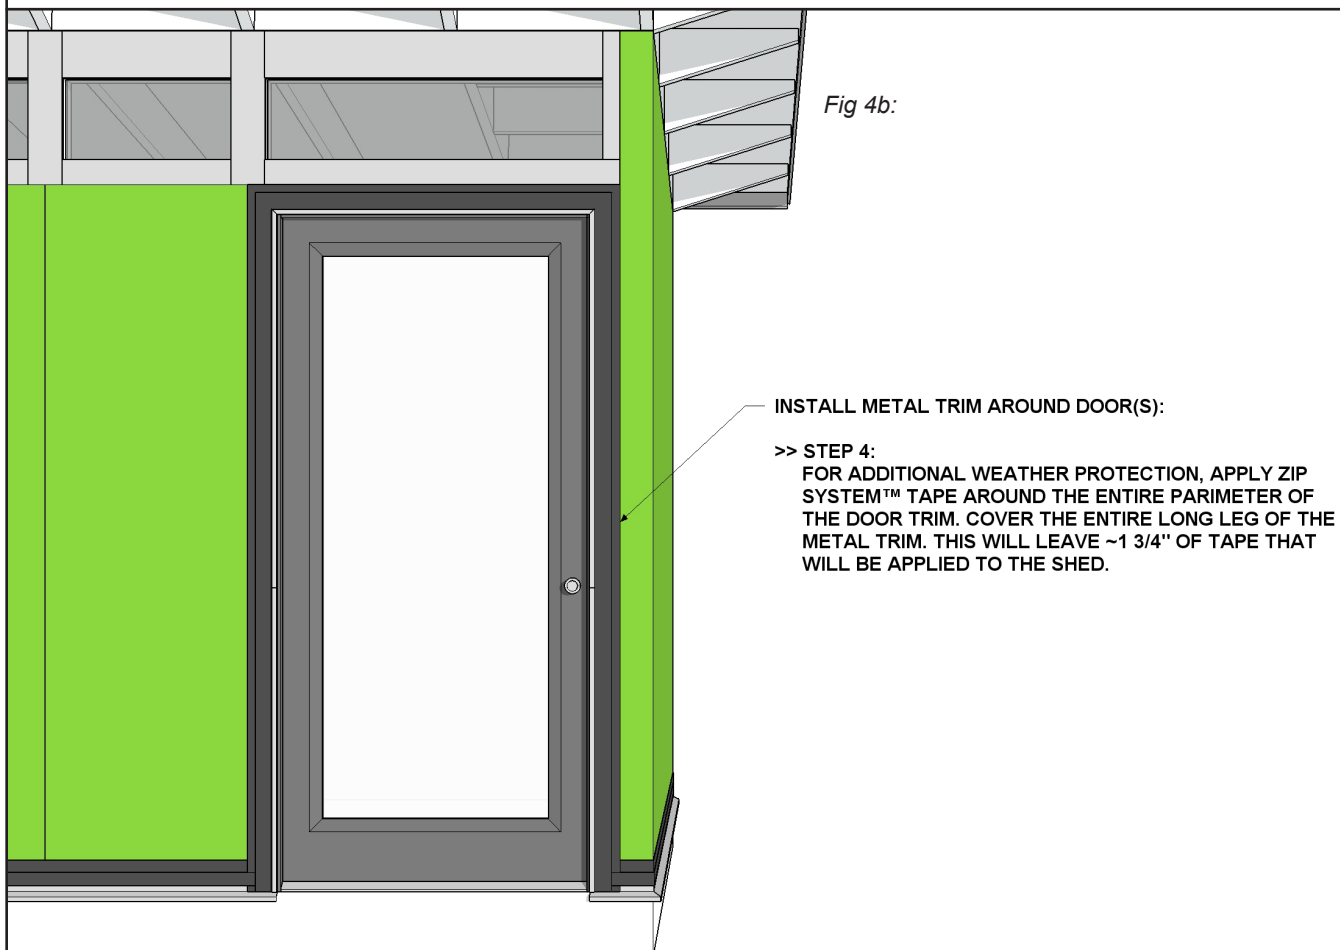 Fig 4b:
INSTALL METAL TRIM AROUND DOOR(S):
>> STEP 4:
FOR ADDITIONAL WEATHER PROTECTION, APPLY ZIP
SYSTEM™ TAPE AROUND THE ENTIRE PARIMETER OF
THE DOOR TRIM. COVER THE ENTIRE LONG LEG OF THE
METAL TRIM. THIS WILL LEAVE ~1 3/4" OF TAPE THAT
WILL BE APPLIED TO THE SHED.